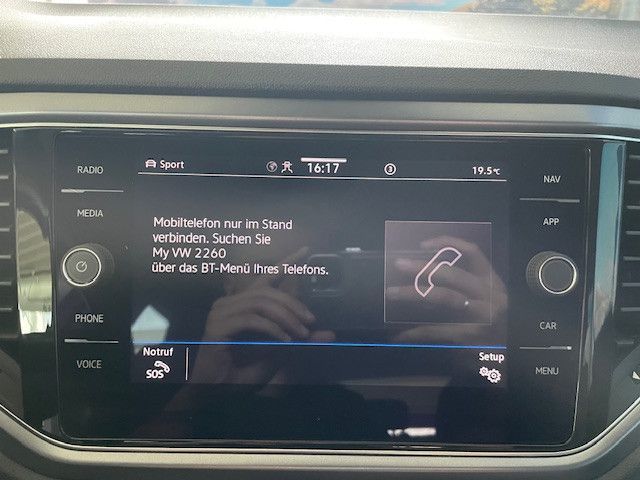 RADIO
MEDIA
PHONE
VOICE
Sport
16:17
3
19.5°C
Mobiltelefon nur im Stand
verbinden. Suchen Sie
My VW 2260
über das BT-Menü Ihres Telefons.
Notruf
SOS
Setup
NAV
APP
CAR
MENU